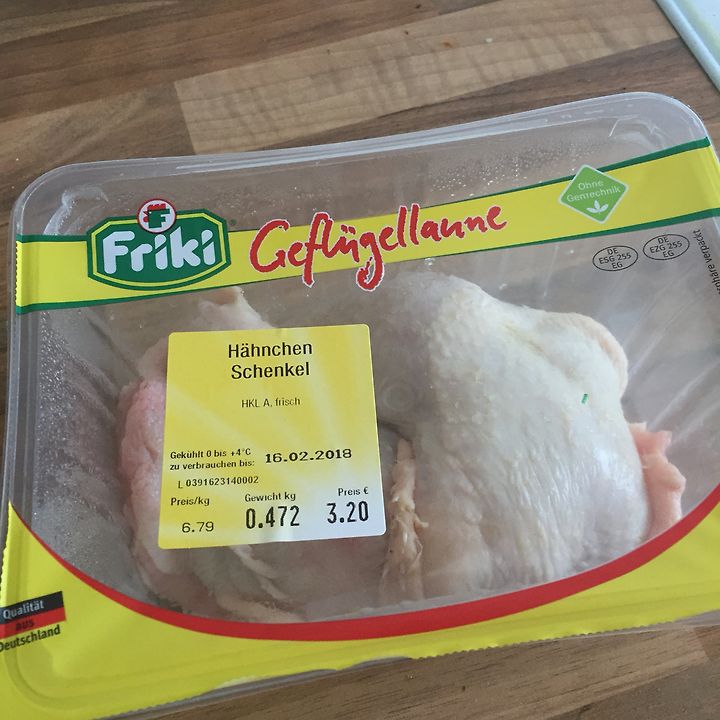 Friki
Geflügellaune
Ohne
Gentechnik
DE
ESG 255
EG
DE
EZG 255
EG
verpackt
Hähnchen
Schenkel
HKL A, frisch
Gekühlt 0 bis +4°C
zu verbrauchen bis: 16.02.2018
L 0391623140002
Preis/kg Gewicht kg Preis €
6.79 0.472 3.20
Qualität
aus
Deutschland